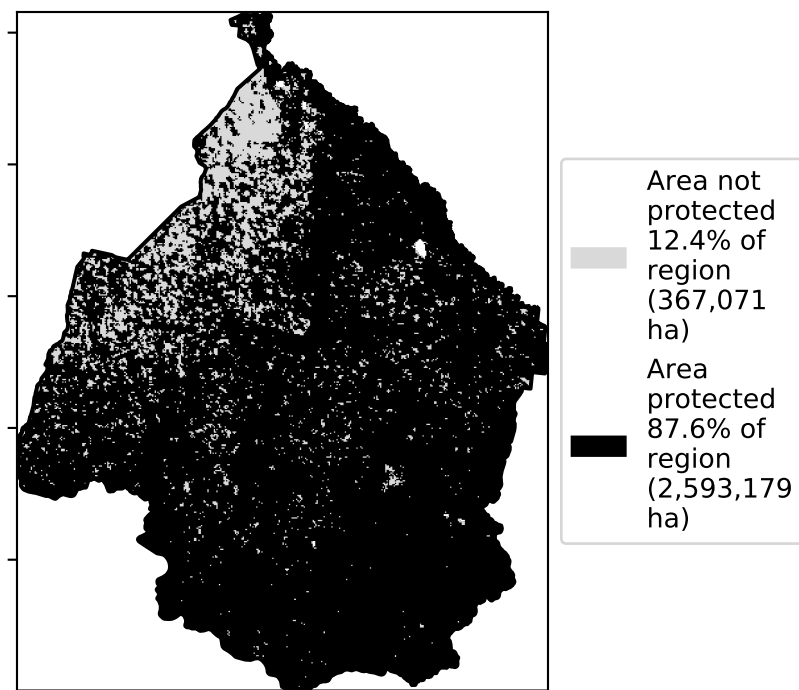 Area not
protected
12.4% of
region
(367,071
ha)
Area
protected
87.6% of
region
(2,593,179
ha)